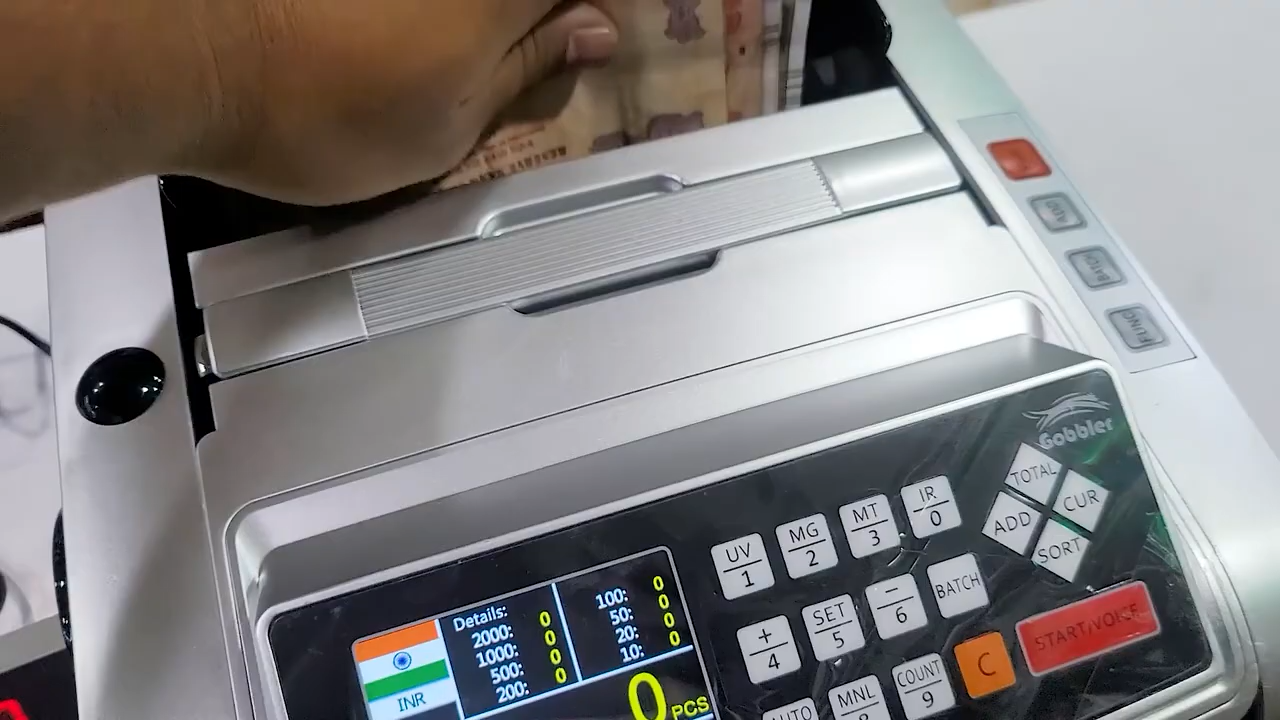 ADD
BATCH
FUNC
Gobbler
TOTAL
CUR
ADD
SORT
UV
1
MG
2
MT
3
IR
0
+
4
SET
5
-
6
BATCH
START/VOICE
AUTO
MNL
COUNT
9
C
INR
Details:
2000: 0
1000: 0
500: 0
200: 0
100: 0
50: 0
20: 0
10: 0
0 PCS